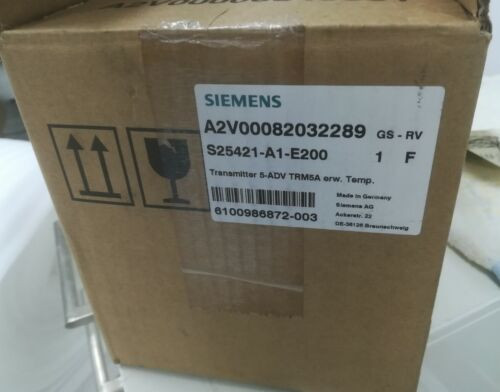 SIEMENS
A2V00082032289 GS - RV
S25421-A1-E200 1 F
Transmitter 5-ADV TRM5A erw. Temp.
Made in Germany
Siemens AG
6100986872-003
Ackerstr. 22
DE-38126 Braunschweig